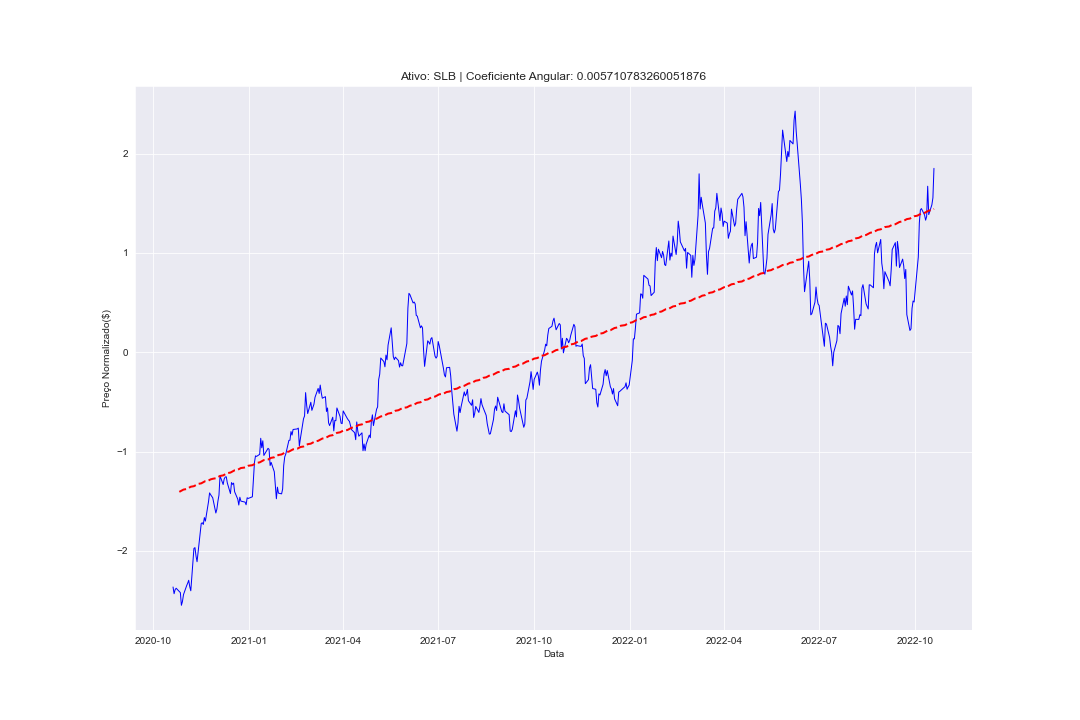 Ativo: SLB | Coeficiente Angular: 0.005710783260051876
Preço Normalizado($)
2
1
0
−1
−2
2020-10 2021-01 2021-04 2021-07 2021-10 2022-01 2022-04 2022-07 2022-10
Data